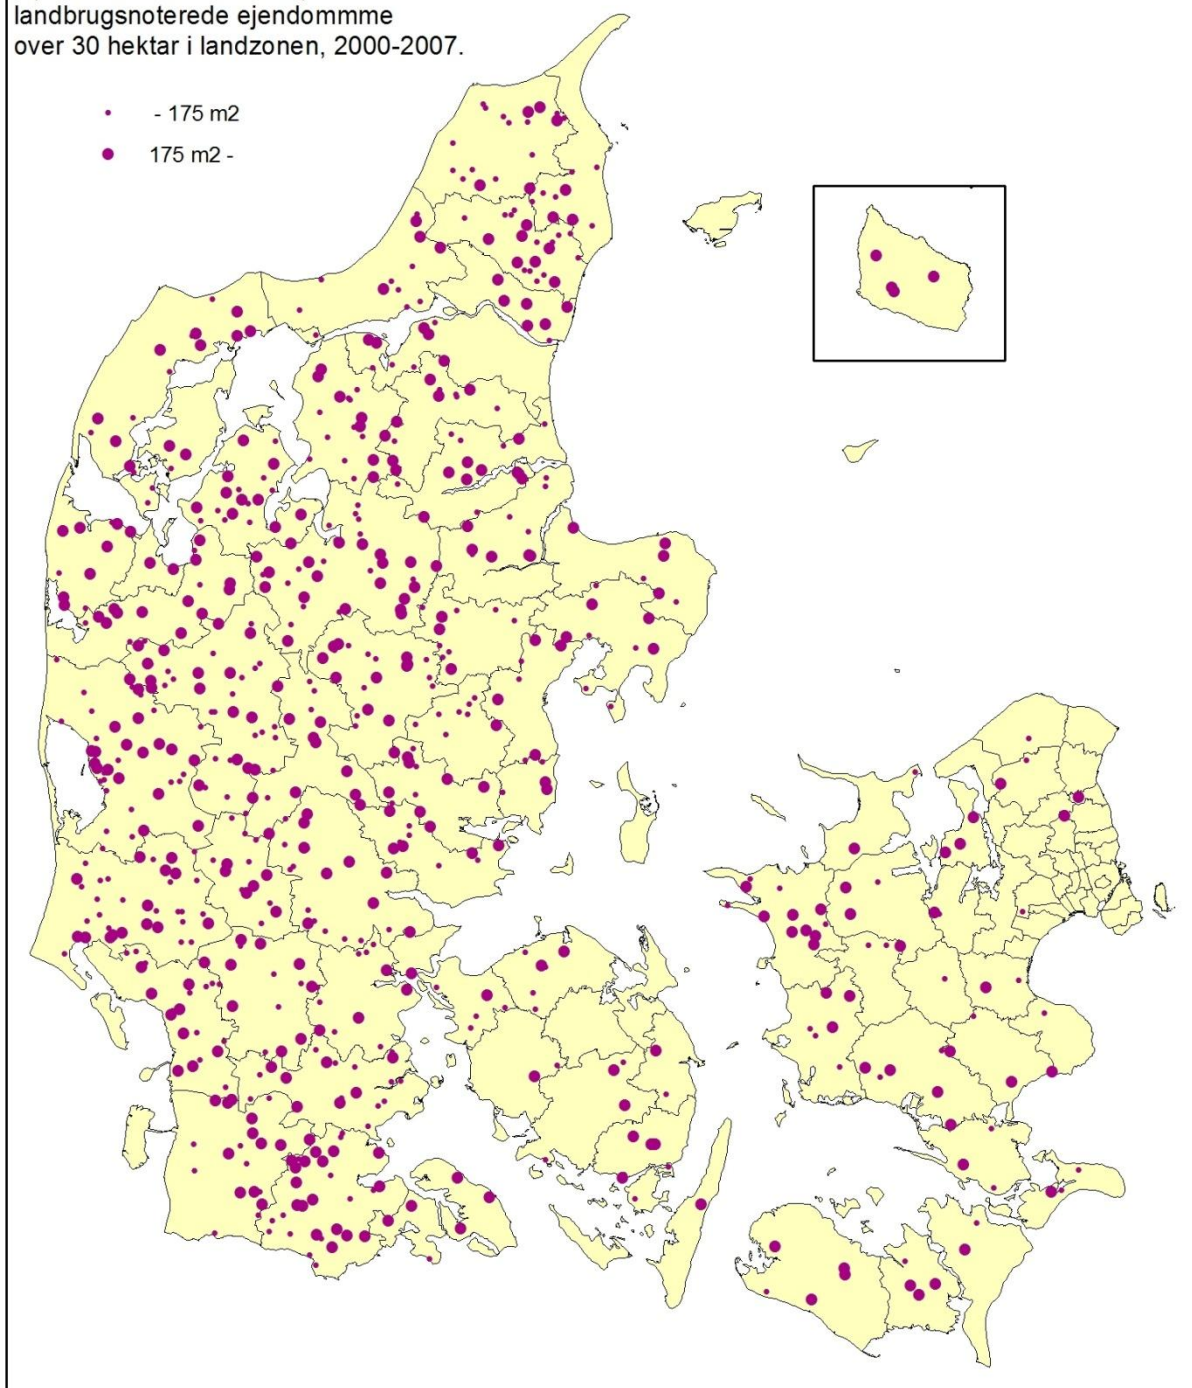 landbrugsnoterede ejendommme
over 30 hektar i landzonen, 2000-2007.
- 175 m2
175 m2 -